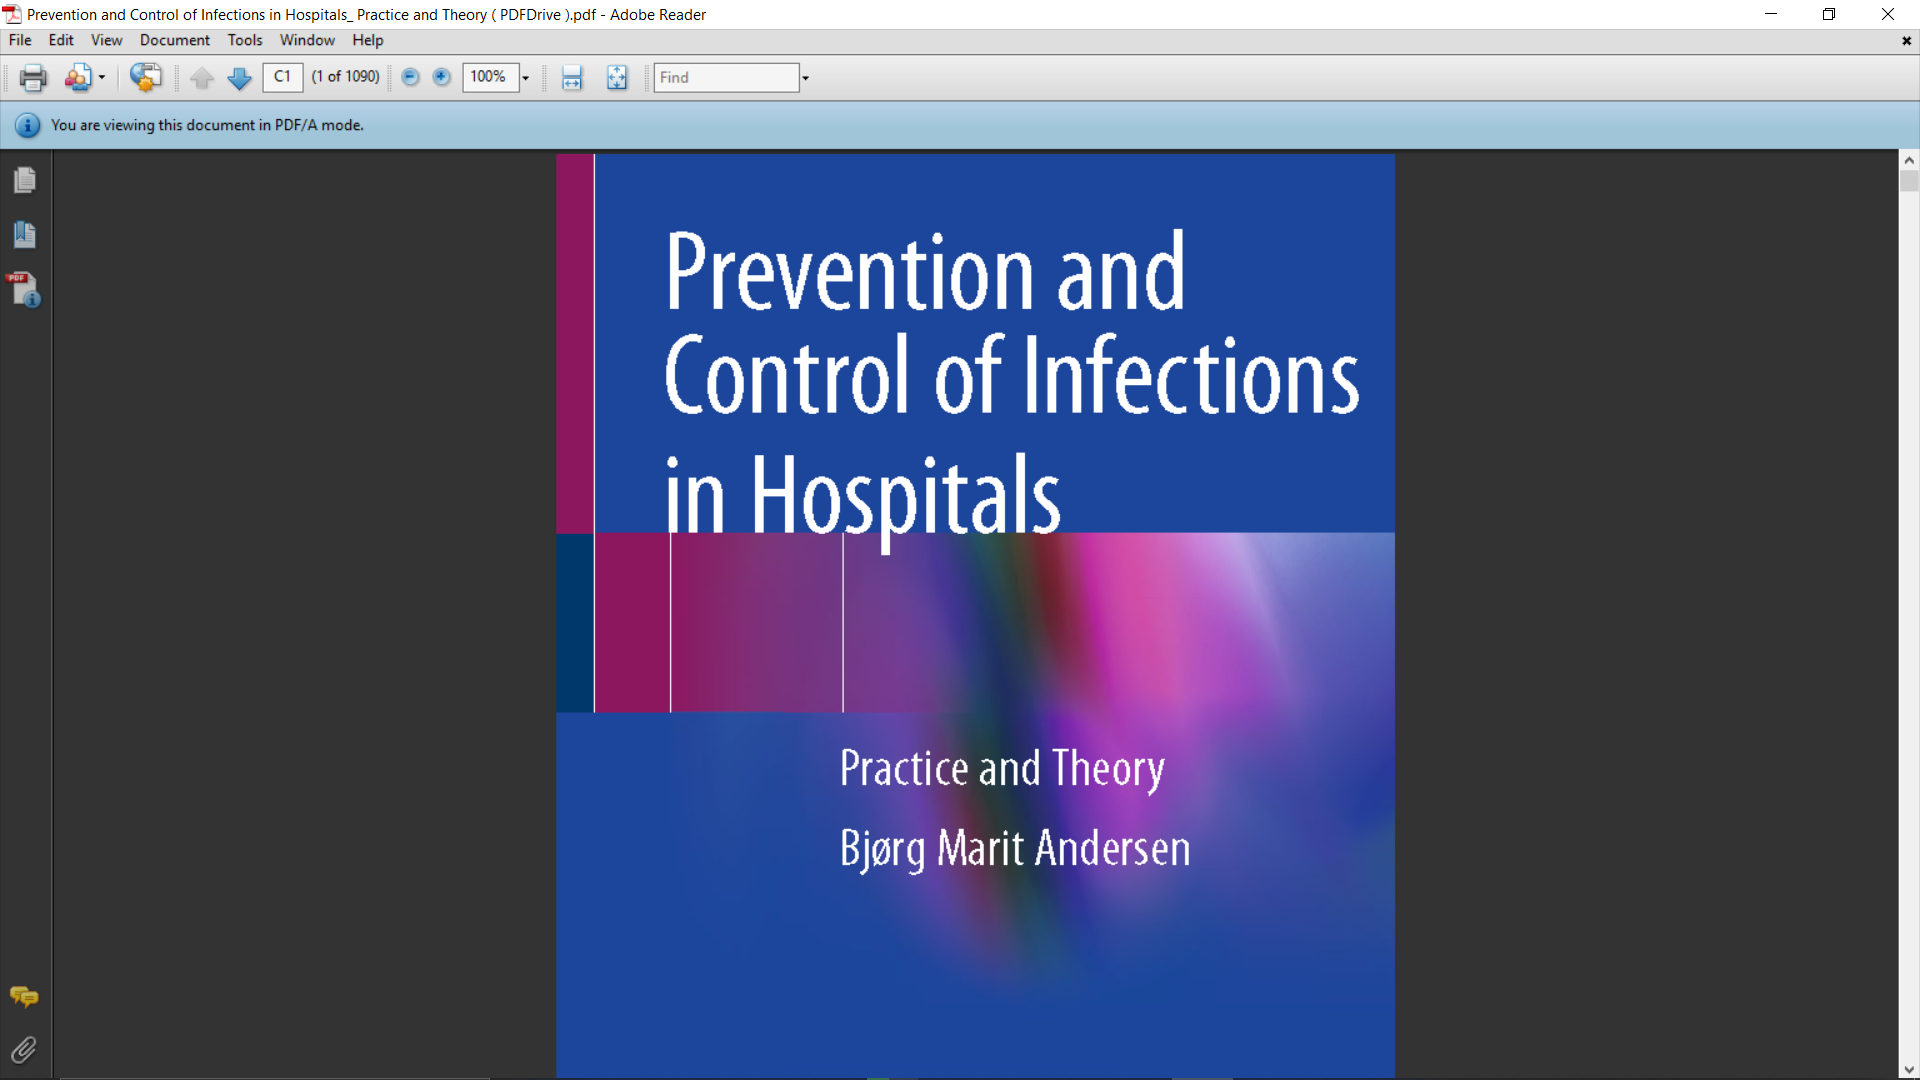 Prevention and Control of Infections in Hospitals_ Practice and Theory ( PDFDrive ).pdf - Adobe Reader
File Edit View Document Tools Window Help
C1 (1 of 1090) 100% Find
You are viewing this document in PDF/A mode.
PDF
Prevention and
Control of Infections
in Hospitals
Practice and Theory
Bjørg Marit Andersen